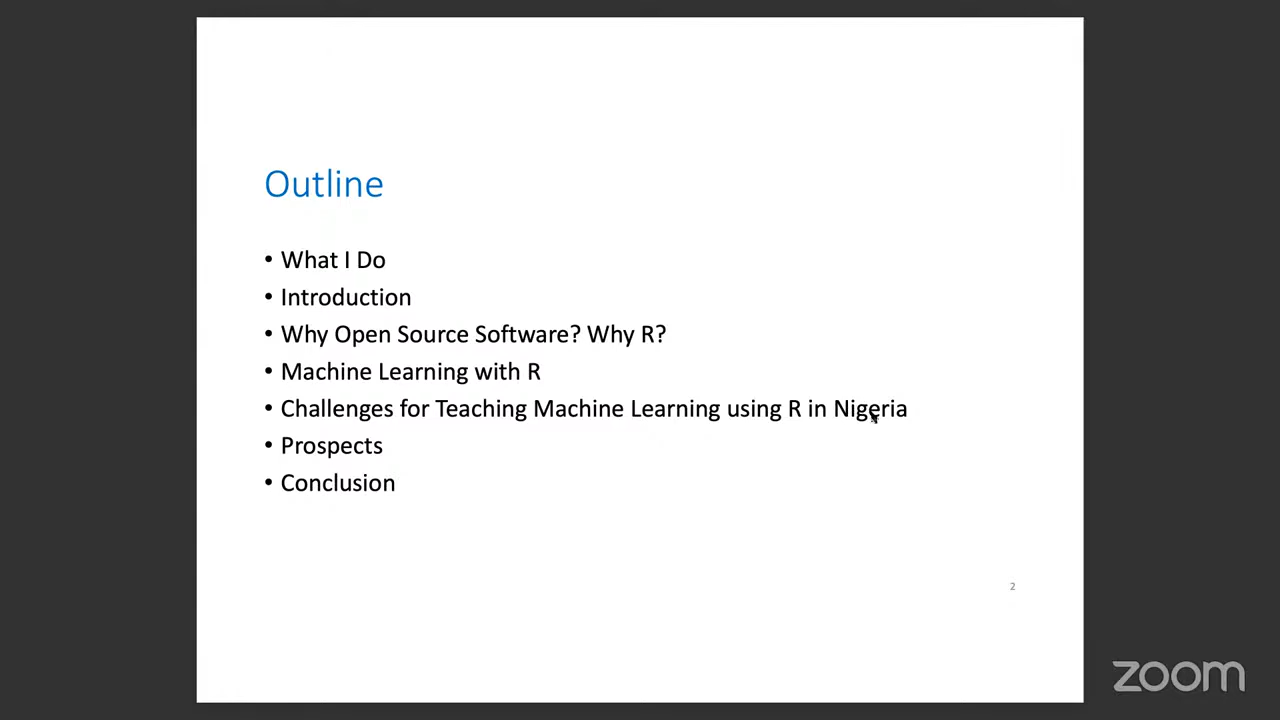 Outline
• What I Do
• Introduction
• Why Open Source Software? Why R?
• Machine Learning with R
• Challenges for Teaching Machine Learning using R in Nigeria
• Prospects
• Conclusion
2
zoom